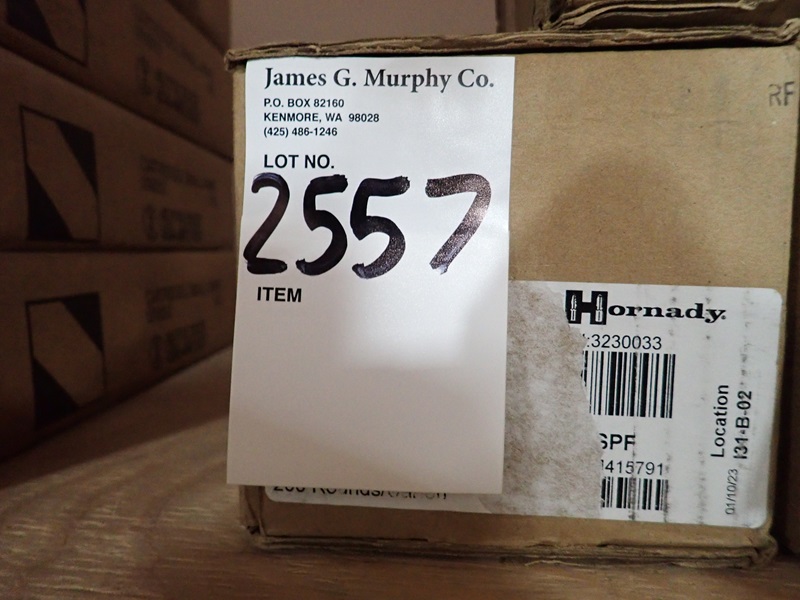 James G. Murphy Co.
P.O. BOX 82160
KENMORE, WA 98028
(425) 486-1246
LOT NO.
2557
ITEM
RF
Hornady
:3230033
SPF
415791
Location
I31-B-02
01/10/23